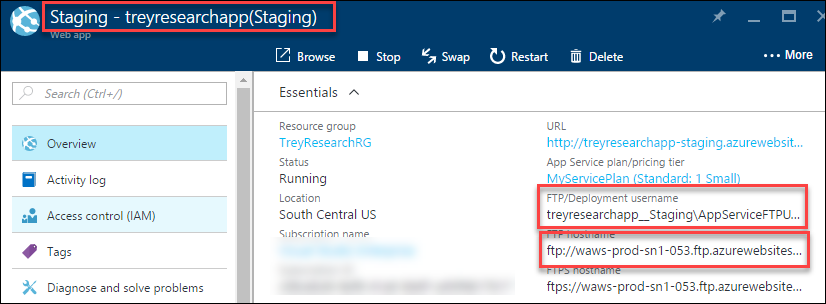 Staging - treyresearchapp(Staging)
Web app
Browse Stop Swap Restart Delete ··· More
Search (Ctrl+/)
Overview
Activity log
Access control (IAM)
Tags
Diagnose and solve problems
Essentials
Resource group
TreyResearchRG
Status
Running
Location
South Central US
Subscription name
URL
http://treyresearchapp-staging.azurewebsit...
App Service plan/pricing tier
MyServicePlan (Standard: 1 Small)
FTP/Deployment username
treyresearchapp__Staging\AppServiceFTPU...
FTP hostname
ftp://waws-prod-sn1-053.ftp.azurewebsites...
FTPS hostname
ftps://waws-prod-sn1-053.ftp.azurewebsites...